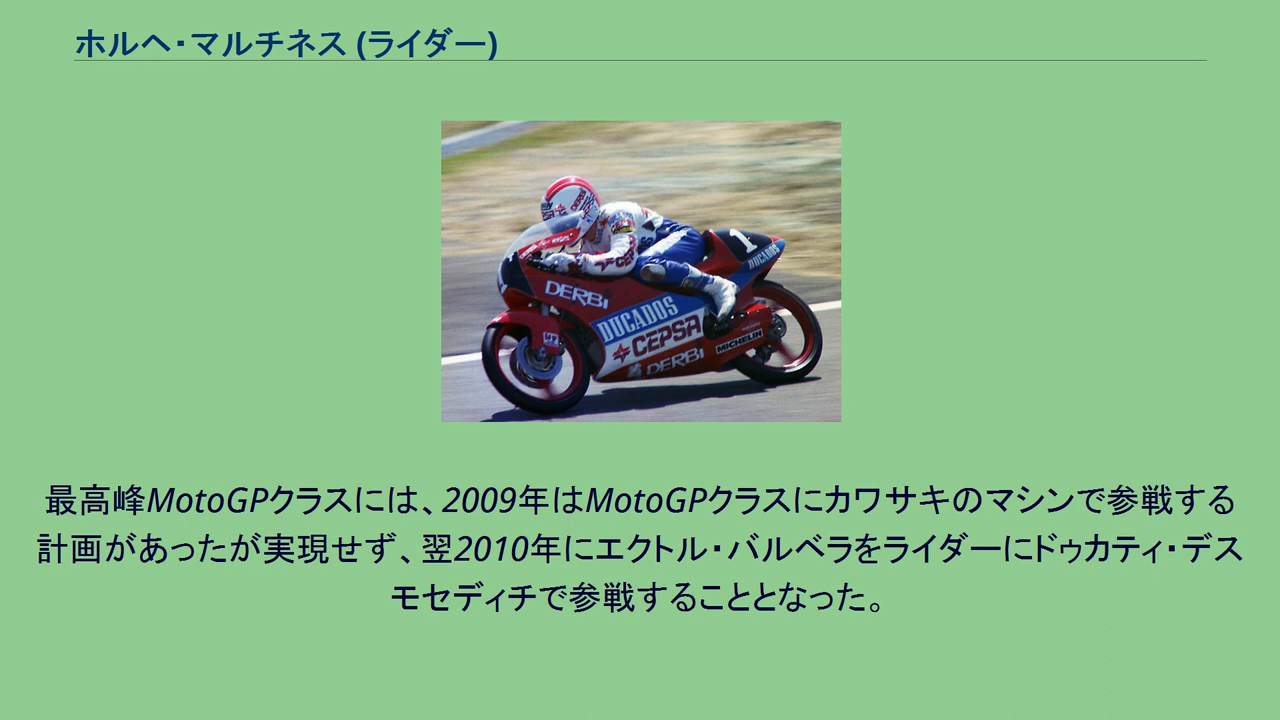 ホルヘ・マルチネス (ライダー)
1
DERBI
DUCADOS
CEPSA
DERBI
MICHELIN
DUCADOS
CEPSA
最高峰MotoGPクラスには、2009年はMotoGPクラスにカワサキのマシンで参戦する
計画があったが実現せず、翌2010年にエクトル・バルベラをライダーにドゥカティ・デス
モセディチで参戦することとなった。